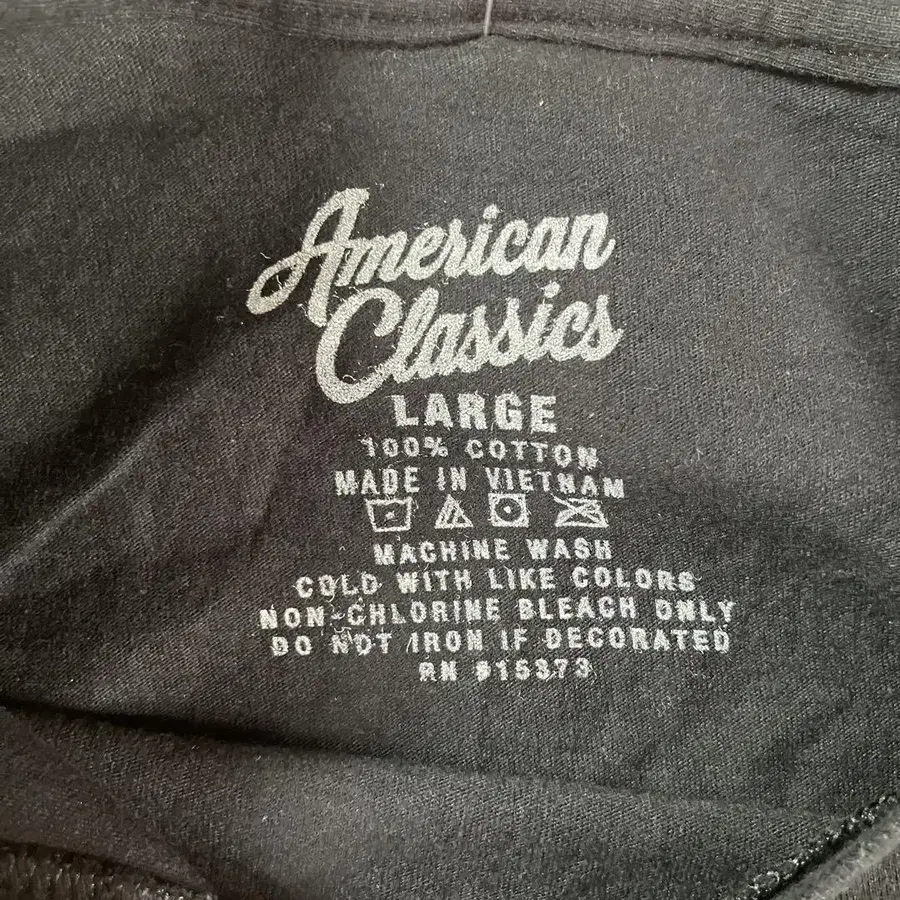 American
Classics
LARGE
100% COTTON
MADE IN VIETNAM
MACHINE WASH
COLD WITH LIKE COLORS
NON-CHLORINE BLEACH ONLY
DO NOT IRON IF DECORATED
RN #15373